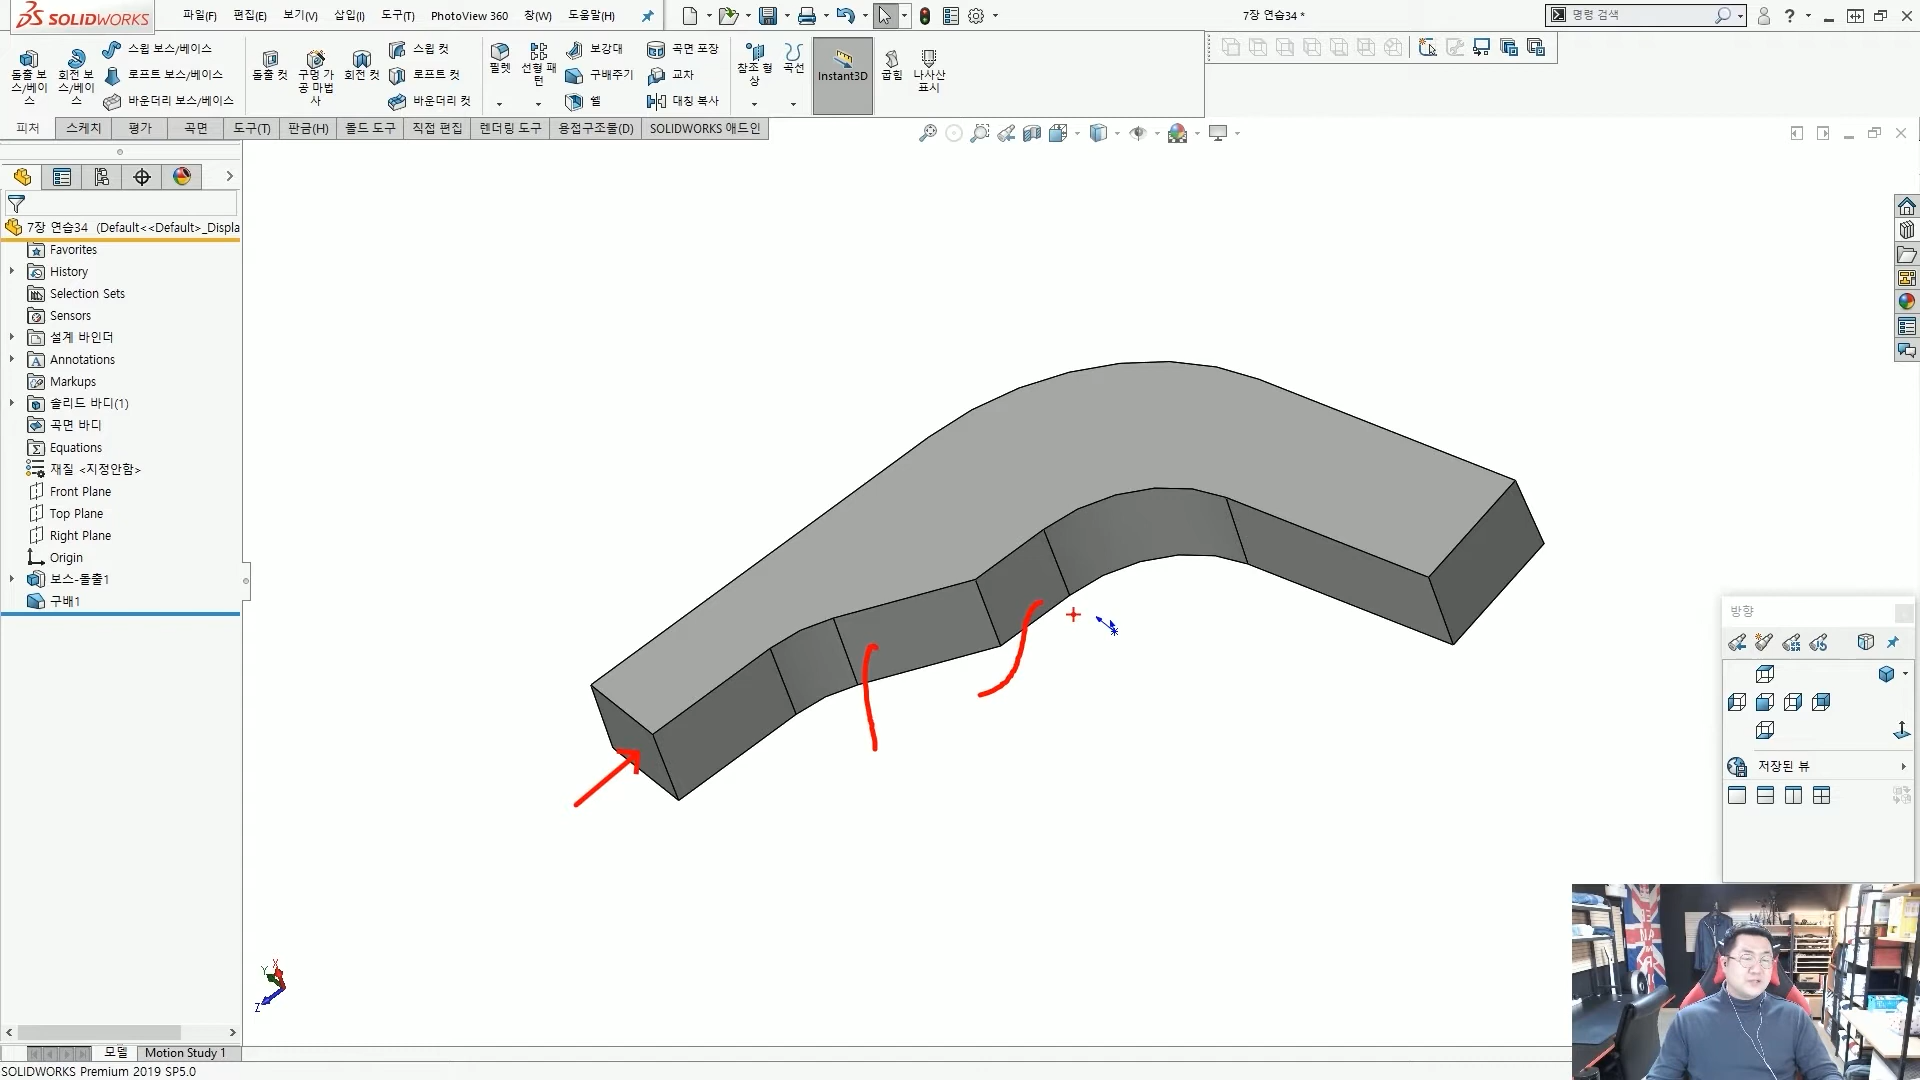 SOLIDWORKS
파일(F)
편집(E)
보기(V)
삽입(I)
도구(T)
PhotoView 360
창(W)
도움말(H)
7장 연습34 *
명령 검색
돌출 보스/베이스
회전 보스/베이스
스윕 보스/베이스
로프트 보스/베이스
바운더리 보스/베이스
돌출 컷
구멍 가공 마법사
회전 컷
스윕 컷
로프트 컷
바운더리 컷
필렛
선형 패턴
보강대
구배주기
쉘
곡면 포장
교차
대칭 복사
참조 형상
곡선
Instant3D
굽힘
나사산 표시
피처
스케치
평가
곡면
도구(T)
판금(H)
몰드 도구
직접 편집
렌더링 도구
용접구조물(D)
SOLIDWORKS 애드인
7장 연습34 (Default<<Default>_Displa
Favorites
History
Selection Sets
Sensors
설계 바인더
Annotations
Markups
솔리드 바디(1)
곡면 바디
Equations
재질 <지정안함>
Front Plane
Top Plane
Right Plane
Origin
보스-돌출1
구배1
방향
저장된 뷰
Y
X
Z
모델
Motion Study 1
SOLIDWORKS Premium 2019 SP5.0